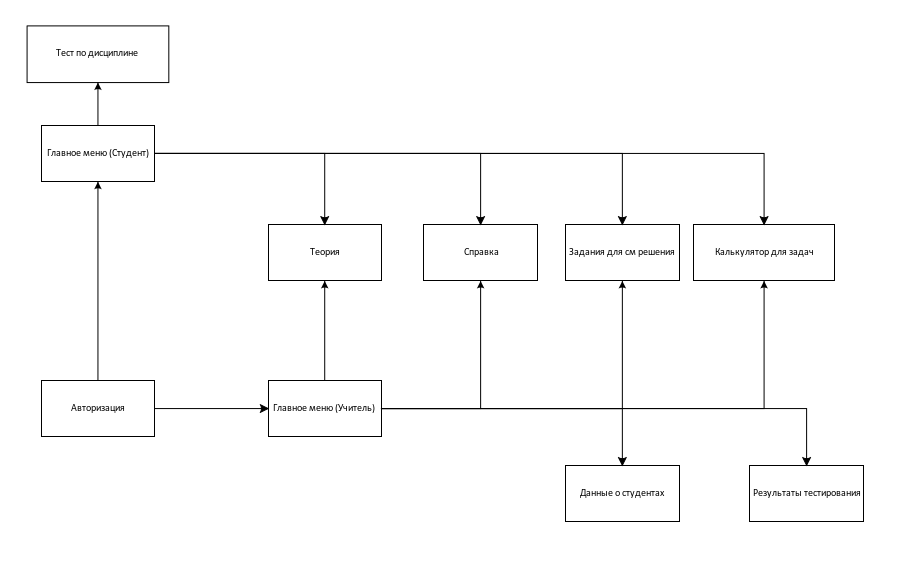 Тест по дисциплине
Главное меню (Студент)
Теория
Справка
Задания для см решения
Калькулятор для задач
Авторизация
Главное меню (Учитель)
Данные о студентах
Результаты тестирования